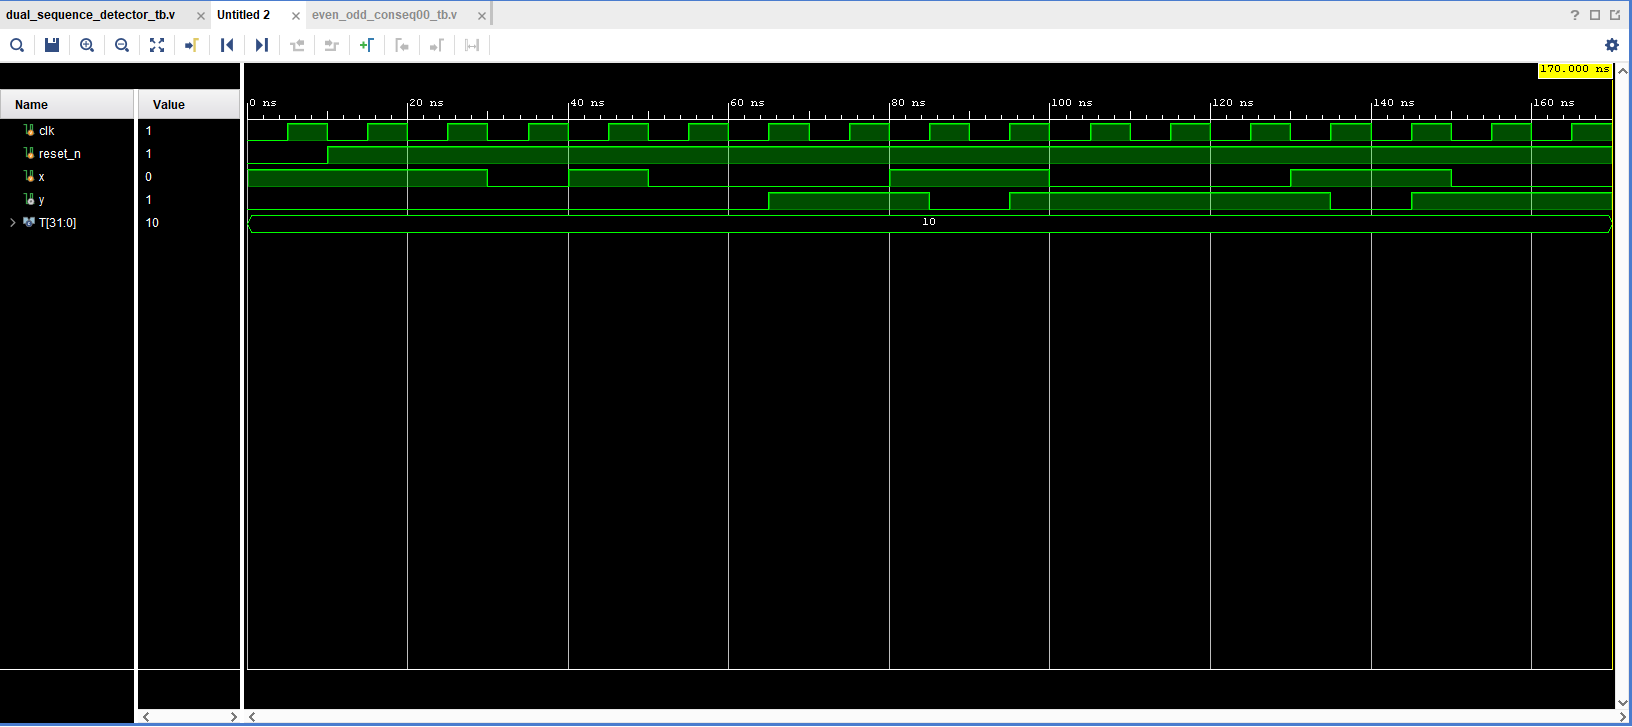 dual_sequence_detector_tb.v × Untitled 2 × even_odd_conseq00_tb.v ×
?
170.000 ns
Name Value
0 ns 20 ns 40 ns 60 ns 80 ns 100 ns 120 ns 140 ns 160 ns
clk 1
reset_n 1
x 0
y 1
T[31:0] 10 10